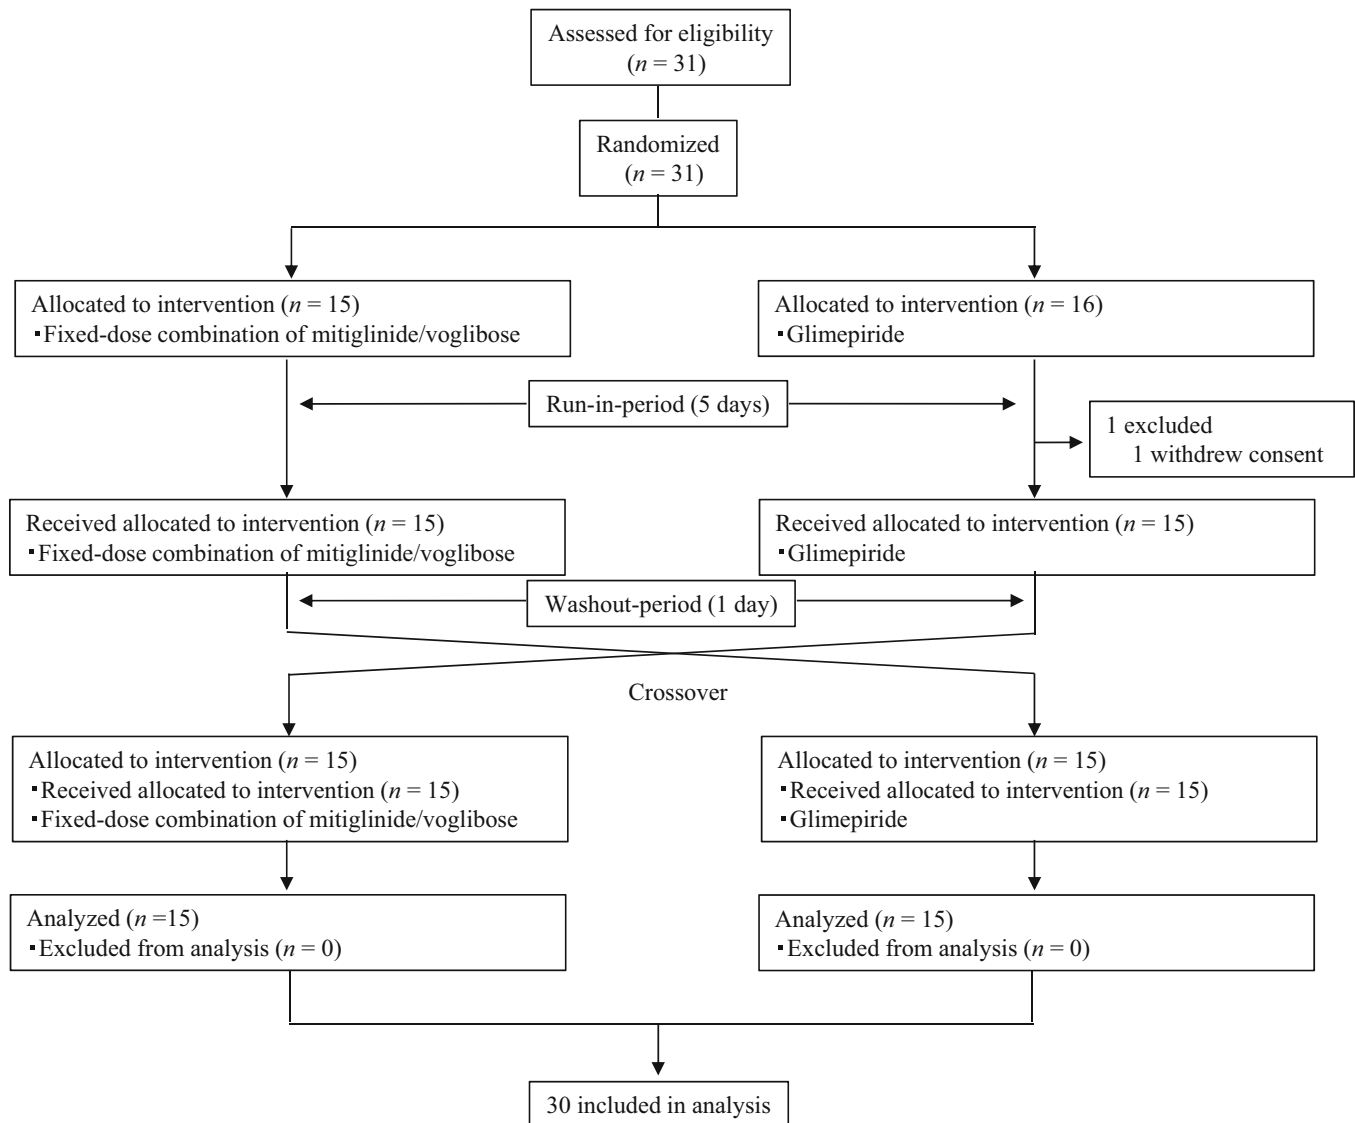 Assessed for eligibility
(n = 31)
Randomized
(n = 31)
Allocated to intervention (n = 15)
▪Fixed-dose combination of mitiglinide/voglibose
Allocated to intervention (n = 16)
▪Glimepiride
Run-in-period (5 days)
1 excluded
1 withdrew consent
Received allocated to intervention (n = 15)
▪Fixed-dose combination of mitiglinide/voglibose
Received allocated to intervention (n = 15)
▪Glimepiride
Washout-period (1 day)
Crossover
Allocated to intervention (n = 15)
▪Received allocated to intervention (n = 15)
▪Fixed-dose combination of mitiglinide/voglibose
Allocated to intervention (n = 15)
▪Received allocated to intervention (n = 15)
▪Glimepiride
Analyzed (n =15)
▪Excluded from analysis (n = 0)
Analyzed (n = 15)
▪Excluded from analysis (n = 0)
30 included in analysis